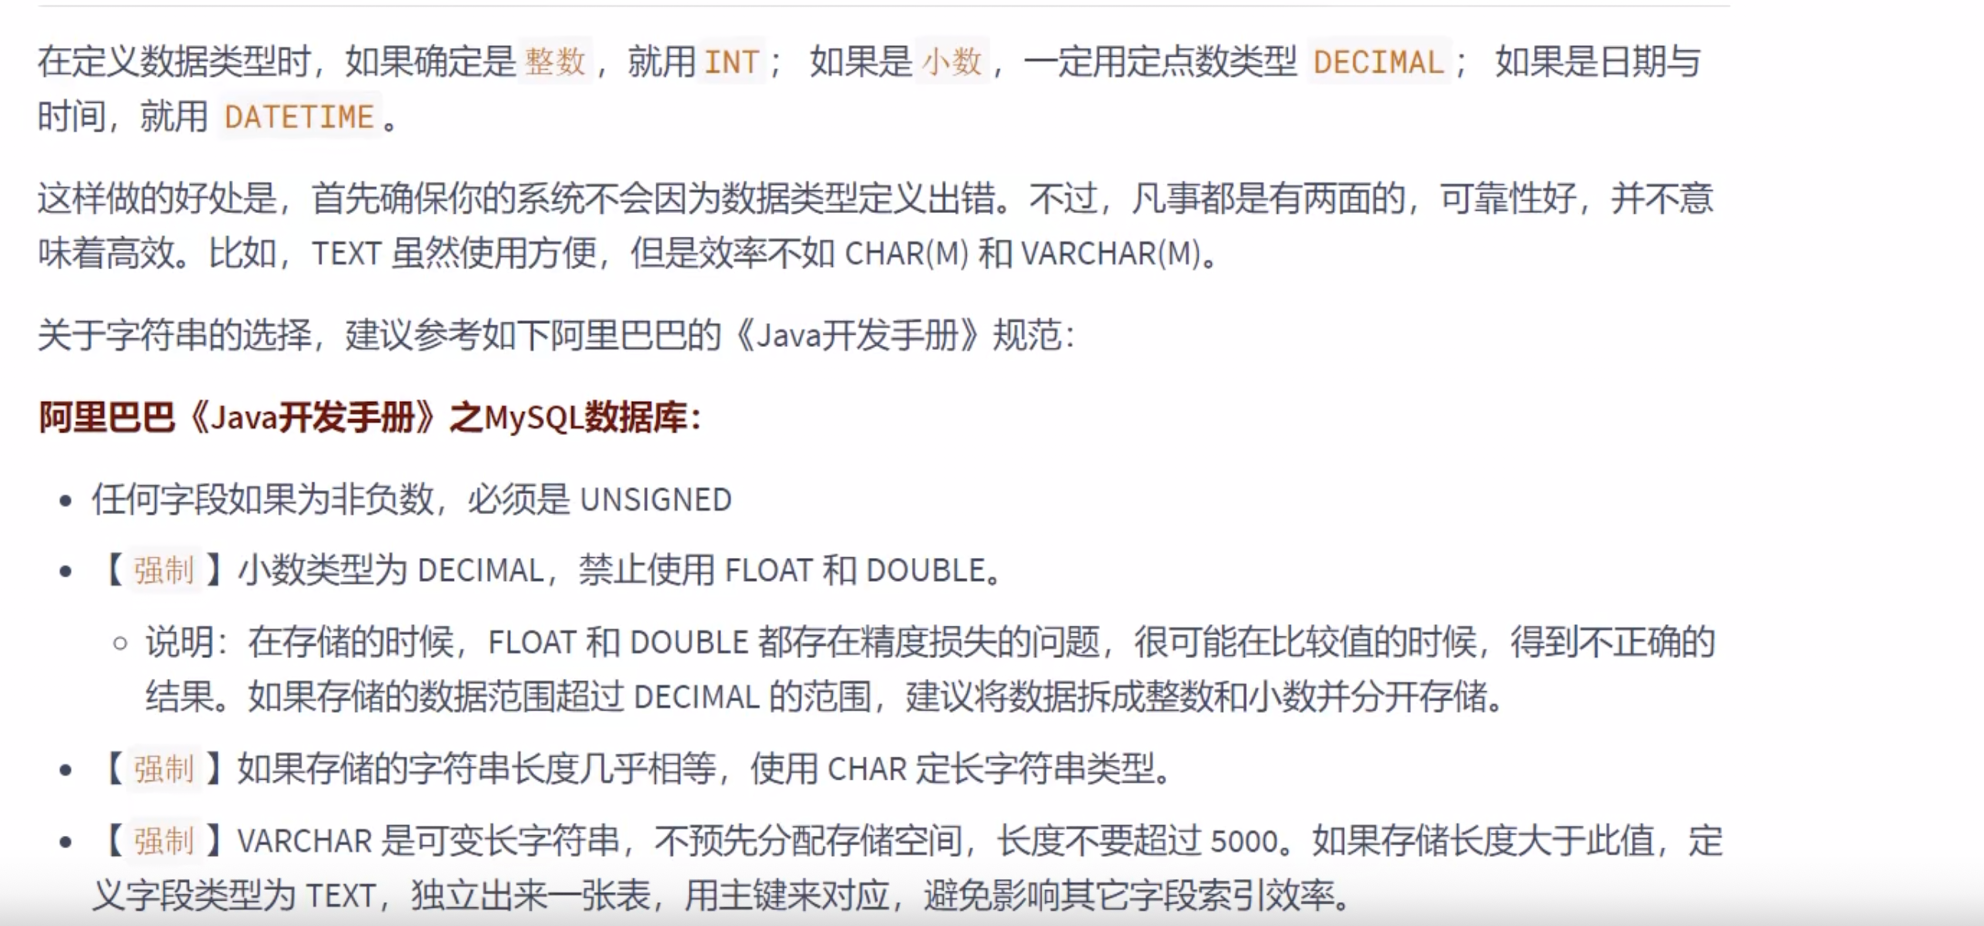 在定义数据类型时，如果确定是 整数 ，就用 INT ； 如果是 小数 ，一定用定点数类型 DECIMAL ； 如果是日期与
时间，就用 DATETIME 。
这样做的好处是，首先确保你的系统不会因为数据类型定义出错。不过，凡事都是有两面的，可靠性好，并不意
味着高效。比如，TEXT 虽然使用方便，但是效率不如 CHAR(M) 和 VARCHAR(M)。
关于字符串的选择，建议参考如下阿里巴巴的《Java开发手册》规范：
阿里巴巴《Java开发手册》之MySQL数据库：
• 任何字段如果为非负数，必须是 UNSIGNED
• 【 强制 】小数类型为 DECIMAL，禁止使用 FLOAT 和 DOUBLE。
◦ 说明：在存储的时候，FLOAT 和 DOUBLE 都存在精度损失的问题，很可能在比较值的时候，得到不正确的
结果。如果存储的数据范围超过 DECIMAL 的范围，建议将数据拆成整数和小数并分开存储。
• 【 强制 】如果存储的字符串长度几乎相等，使用 CHAR 定长字符串类型。
• 【 强制 】VARCHAR 是可变长字符串，不预先分配存储空间，长度不要超过 5000。如果存储长度大于此值，定
义字段类型为 TEXT，独立出来一张表，用主键来对应，避免影响其它字段索引效率。